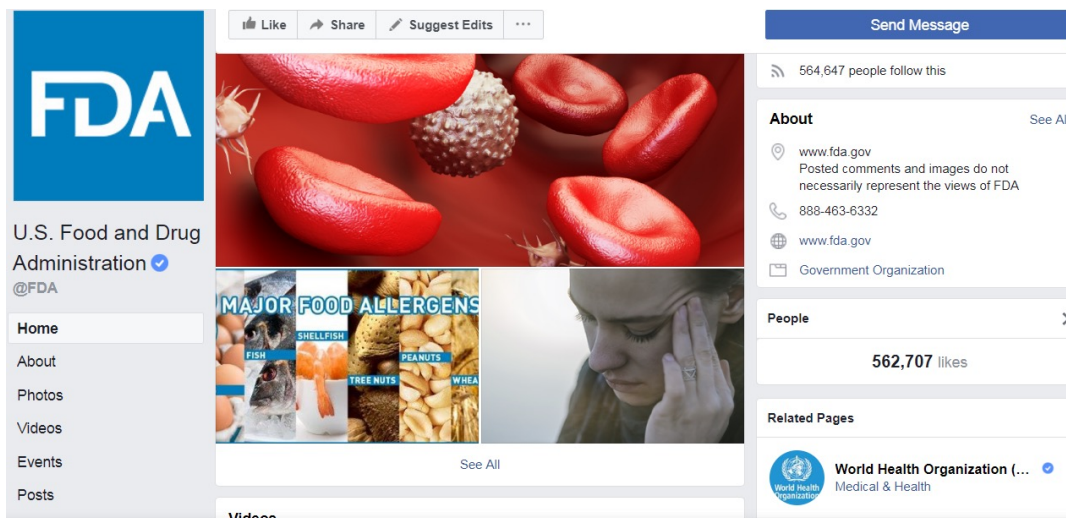 FDA
U.S. Food and Drug
Administration
@FDA
Home
About
Photos
Videos
Events
Posts
Like
Share
Suggest Edits
MAJOR FOOD ALLERGENS
FISH
SHELLFISH
TREE NUTS
PEANUTS
WHEA
See All
Videos
Send Message
564,647 people follow this
About
See Al
www.fda.gov
Posted comments and images do not
necessarily represent the views of FDA
888-463-6332
www.fda.gov
Government Organization
People
562,707 likes
Related Pages
World Health
Organization
World Health Organization (...
Medical & Health